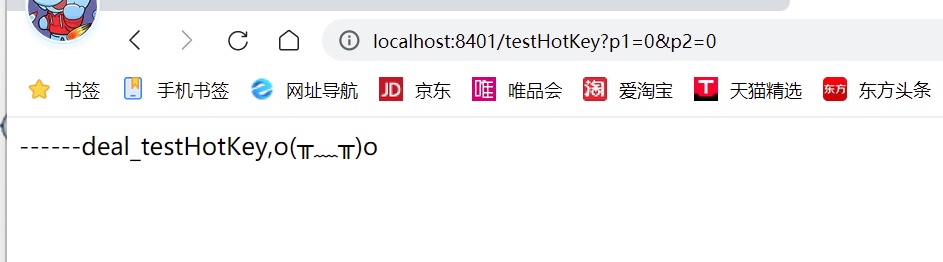 localhost:8401/testHotKey?p1=0&p2=0
书签 手机书签 网址导航 JD 京东 唯 唯品会 淘 爱淘宝 T 天猫精选 东方 东方头条
------deal_testHotKey,o(╥﹏╥)o